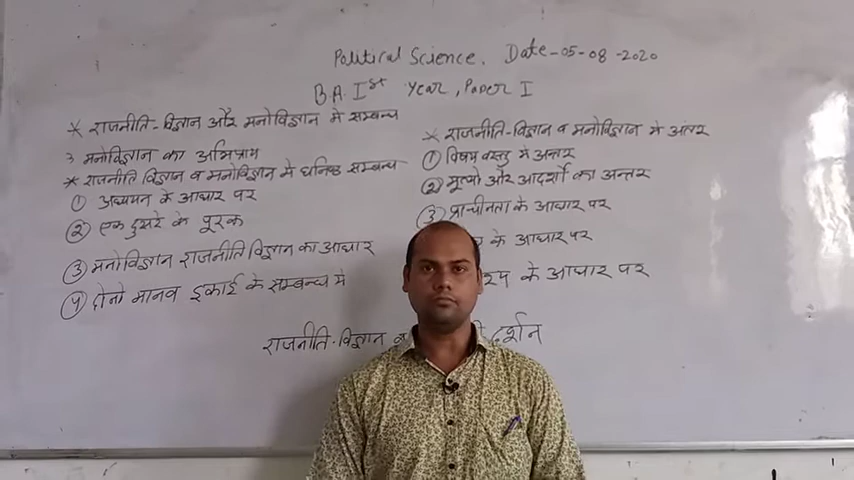 Political Science. Date-05-08-2020
B.A. Ist Year, Paper I
* राजनीति-विज्ञान और मनोविज्ञान मे सम्बन्ध
> मनोविज्ञान का अभिप्राय
* राजनीति विज्ञान व मनोविज्ञान मे घनिष्ठ सम्बन्ध
① अध्ययन के आधार पर
② एक दुसरे के पूरक
③ मनोविज्ञान राजनीति विज्ञान का आधार
④ दोनो मानव इकाई के सम्बन्ध मे
* राजनीति-विज्ञान व मनोविज्ञान मे अंतर
① विषय वस्तु मे अन्तर
② मूल्यो और आदर्शो का अन्तर
③ प्राचीनता के आधार पर
के आधार पर
के आधार पर
राजनीति-विज्ञान व दर्शन